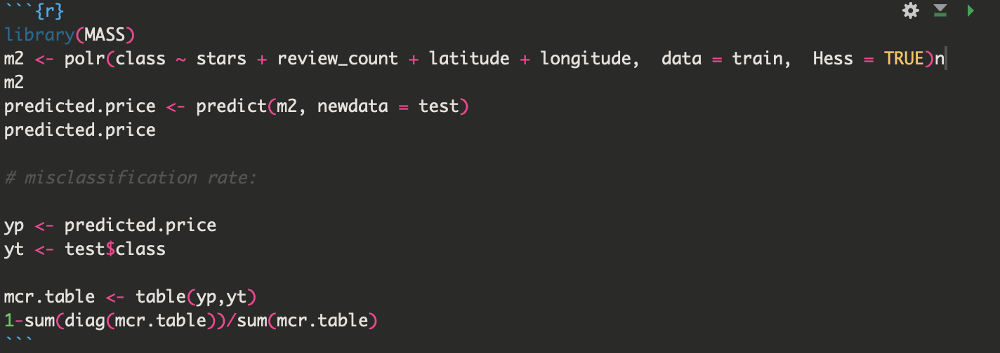 ```{r}
library(MASS)
m2 <- polr(class ~ stars + review_count + latitude + longitude,  data = train,  Hess = TRUE)n
m2
predicted.price <- predict(m2, newdata = test)
predicted.price
# misclassification rate:
yp <- predicted.price
yt <- test$class
mcr.table <- table(yp,yt)
1-sum(diag(mcr.table))/sum(mcr.table)
```